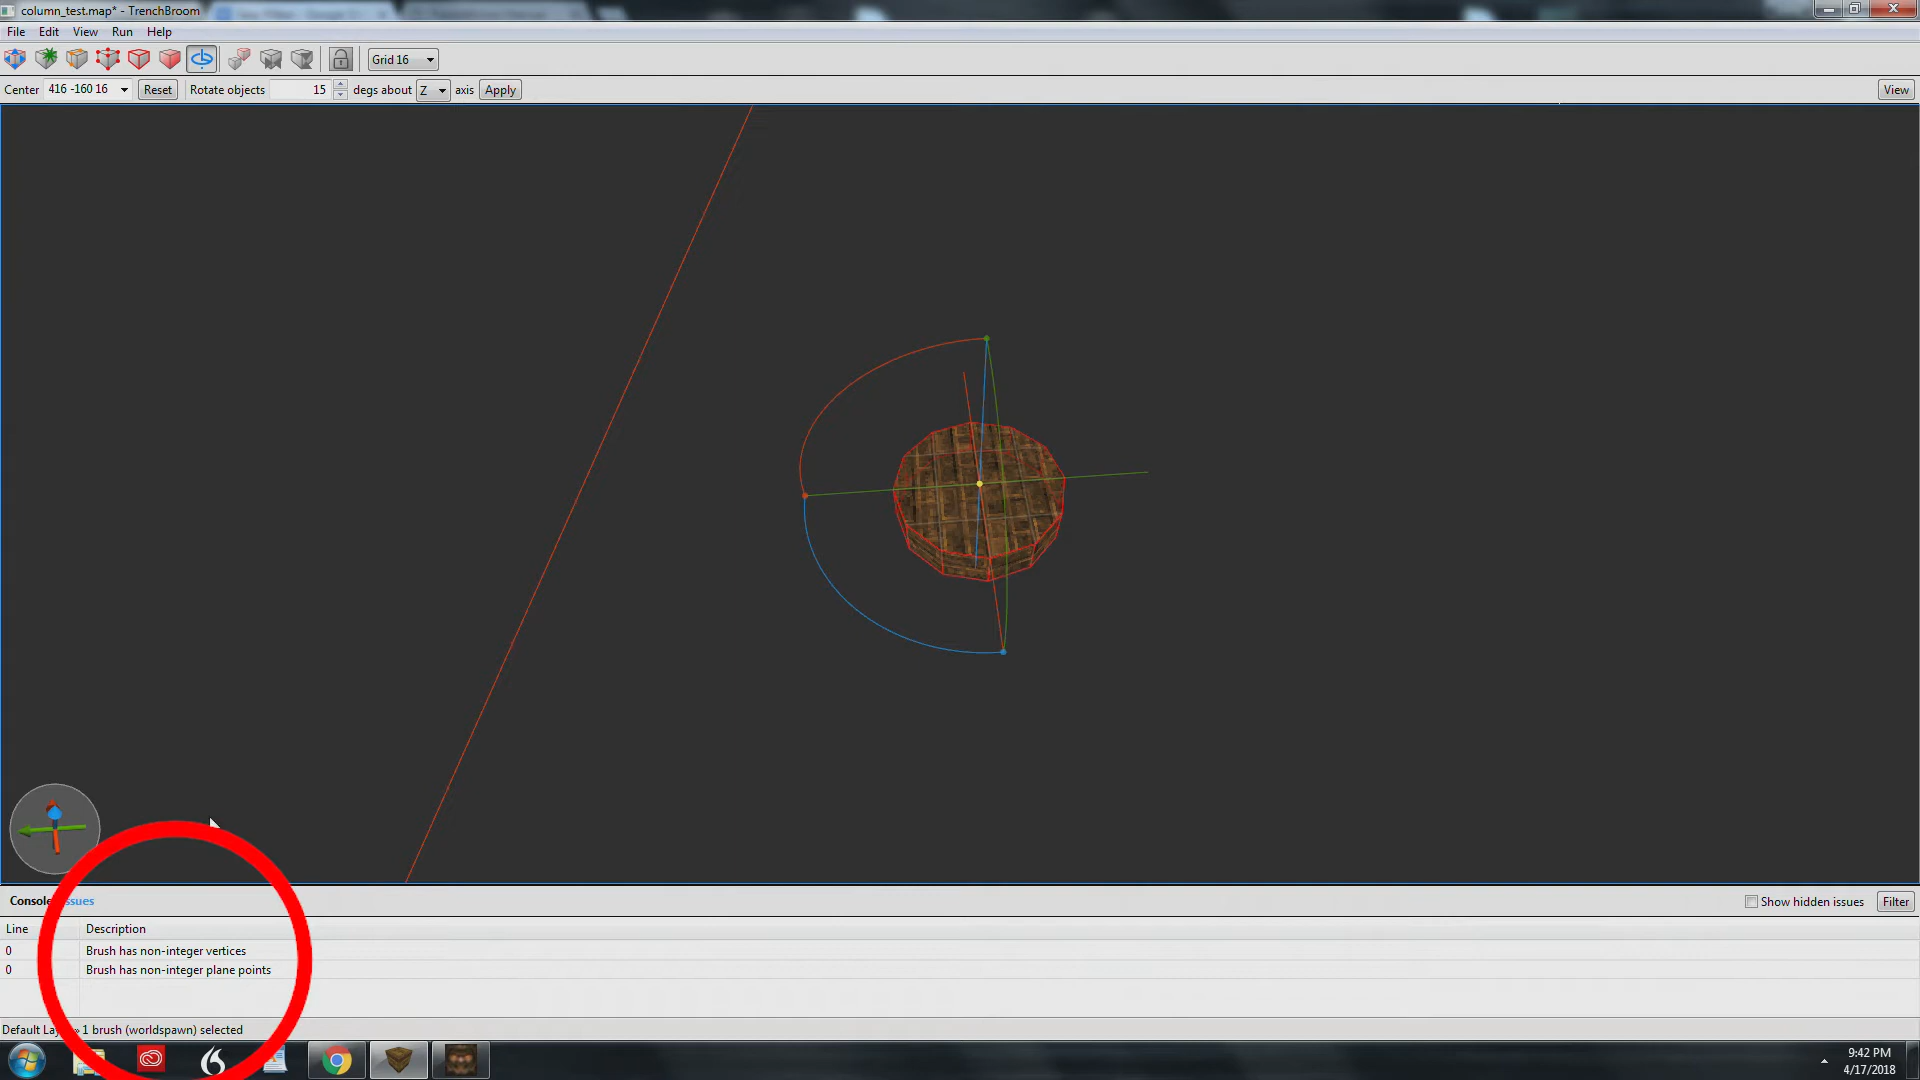 column_test.map* - TrenchBroom
File Edit View Run Help
Grid 16
Center 416 -160 16 Reset Rotate objects 15 degs about Z axis Apply View
Console Issues Show hidden issues Filter
Line Description
0 Brush has non-integer vertices
0 Brush has non-integer plane points
Default La » 1 brush (worldspawn) selected
9:42 PM
4/17/2018